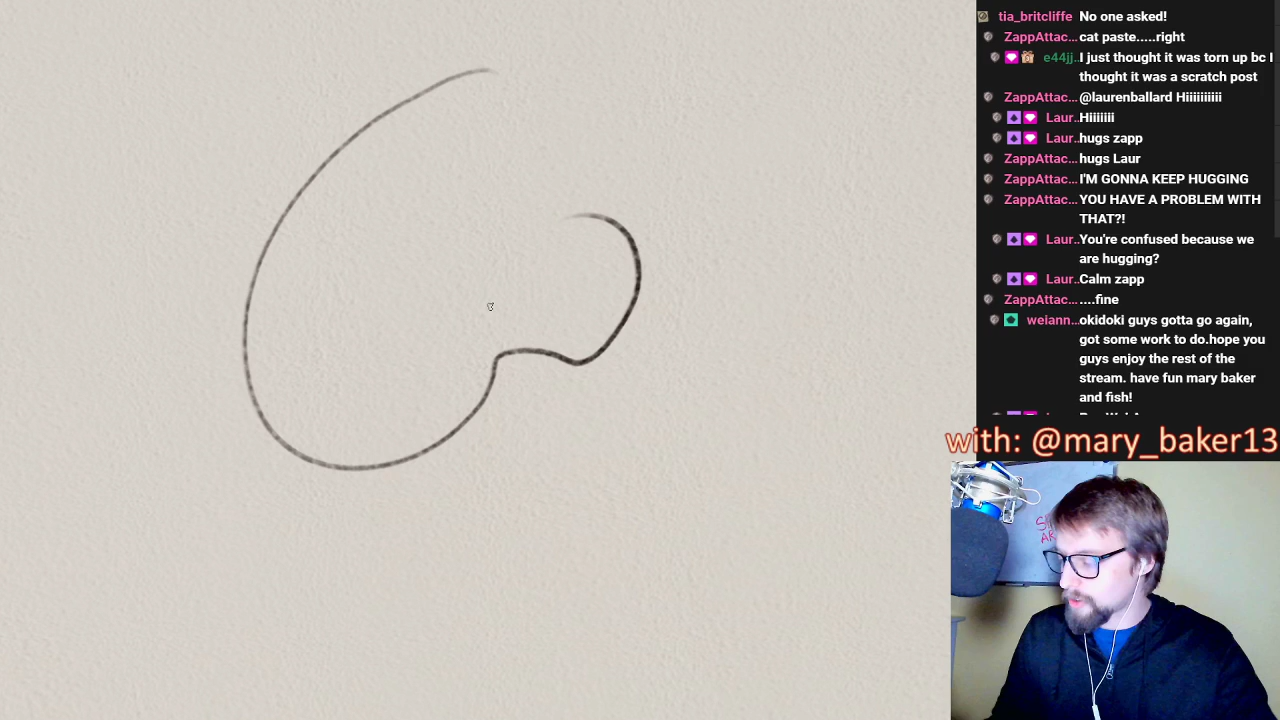 tia_britcliffe No one asked!
ZappAttac... cat paste.....right
e44jj.. I just thought it was torn up bc I
thought it was a scratch post
ZappAttac... @laurenballard Hiiiiiiiiii
Laur.. Hiiiiiii
Laur.. hugs zapp
ZappAttac... hugs Laur
ZappAttac... I'M GONNA KEEP HUGGING
ZappAttac... YOU HAVE A PROBLEM WITH
THAT?!
Laur.. You're confused because we
are hugging?
Laur.. Calm zapp
ZappAttac... ....fine
weiann... okidoki guys gotta go again,
got some work to do.hope you
guys enjoy the rest of the
stream. have fun mary baker
and fish!
with: @mary_baker13